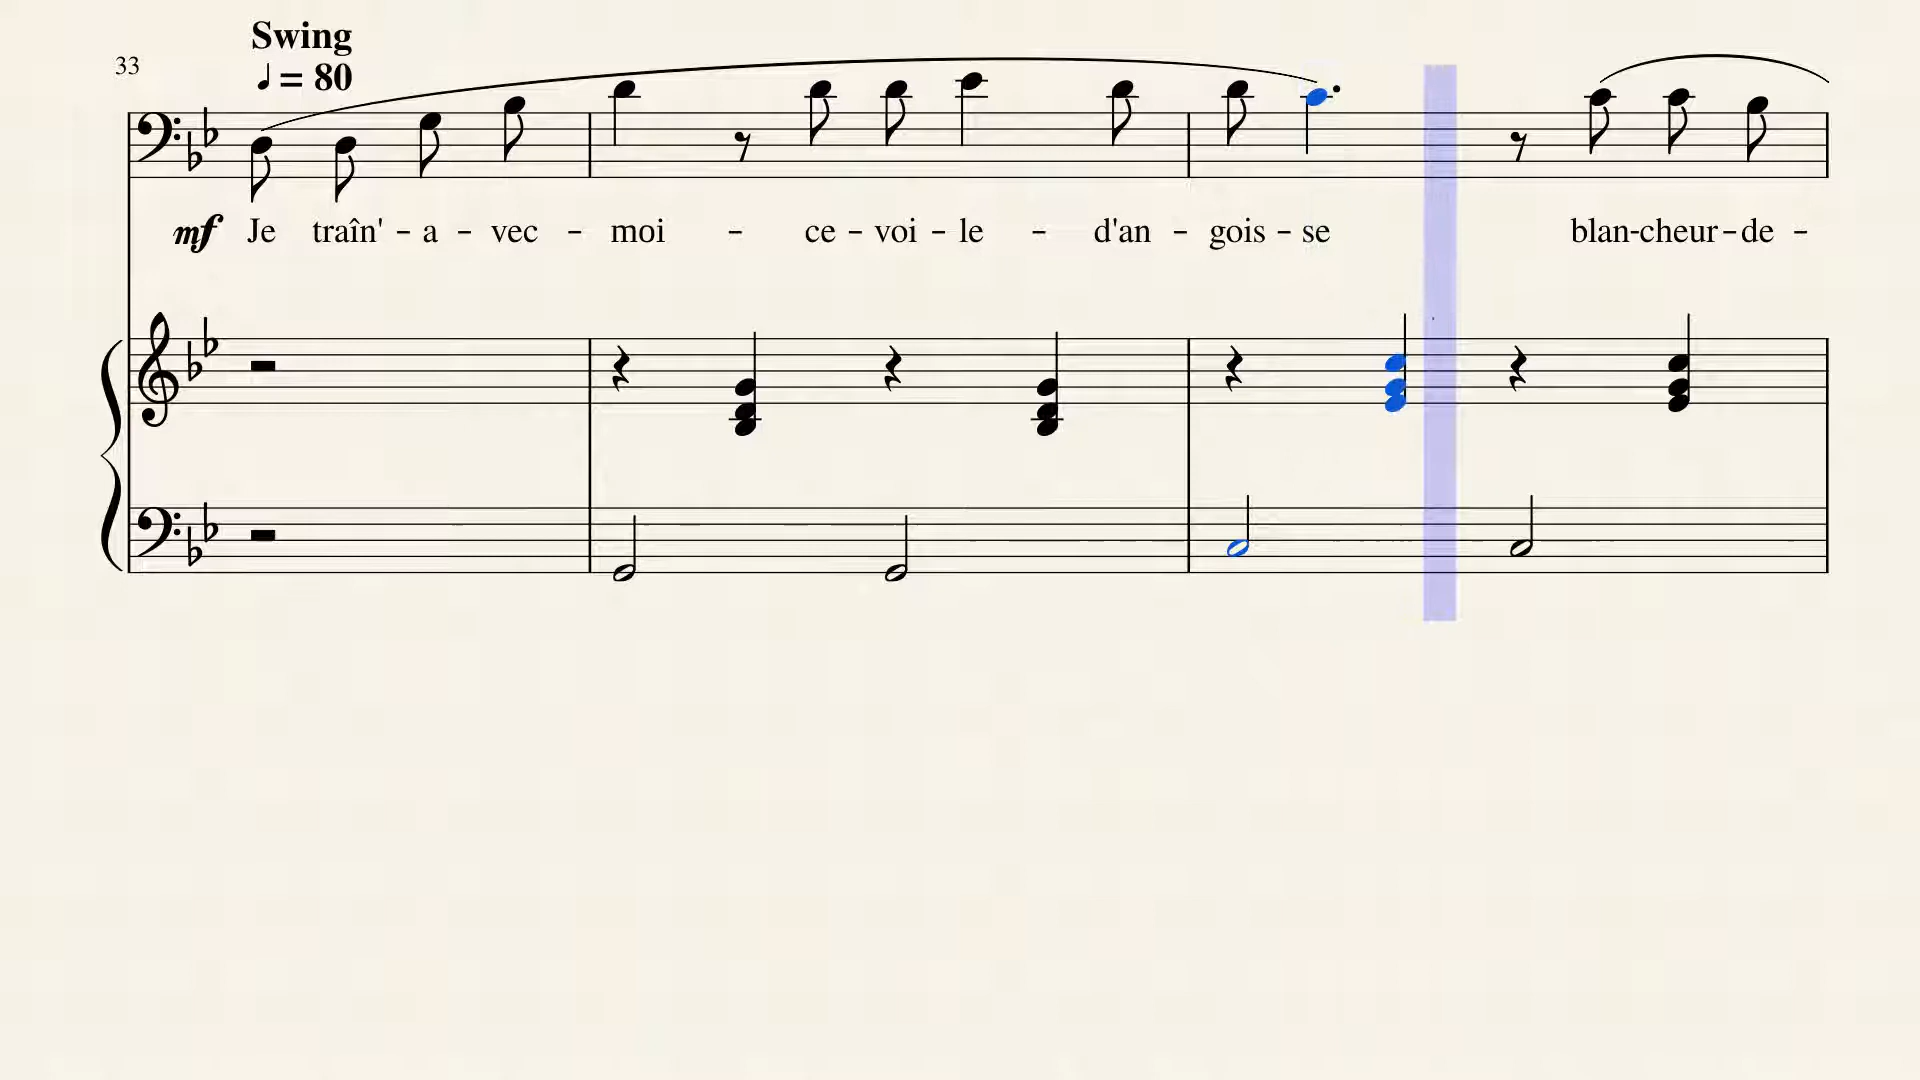 Swing
33
= 80
mf Je traîn' - a - vec - moi - ce - voi - le - d'an - gois - se blan-cheur-de -